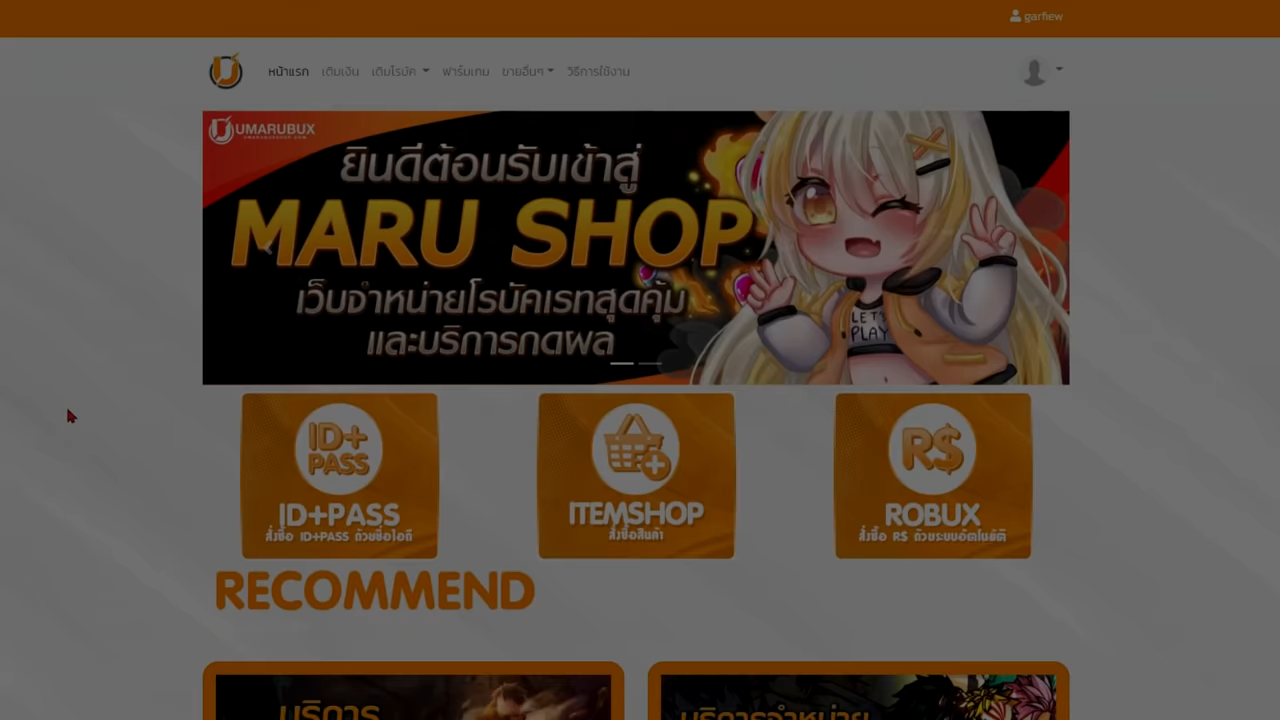 garfiew
หน้าแรก เติมเงิน เติมโรบัค ฟาร์มเกม ขายอื่นๆ วิธีการใช้งาน
UMARUBUX
ยินดีต้อนรับเข้าสู่
MARU SHOP
เว็บจำหน่ายโรบัคเรทสุดคุ้ม
และบริการกดผล
LET'S
PLAY
ID+
PASS
ID+PASS
สั่งซื้อ ID+PASS ด้วยชื่อไอดี
ITEMSHOP
สั่งซื้อสินค้า
R$
ROBUX
สั่งซื้อ R$ ด้วยระบบอัตโนมัติ
RECOMMEND
บริการ
บริการจำหน่าย